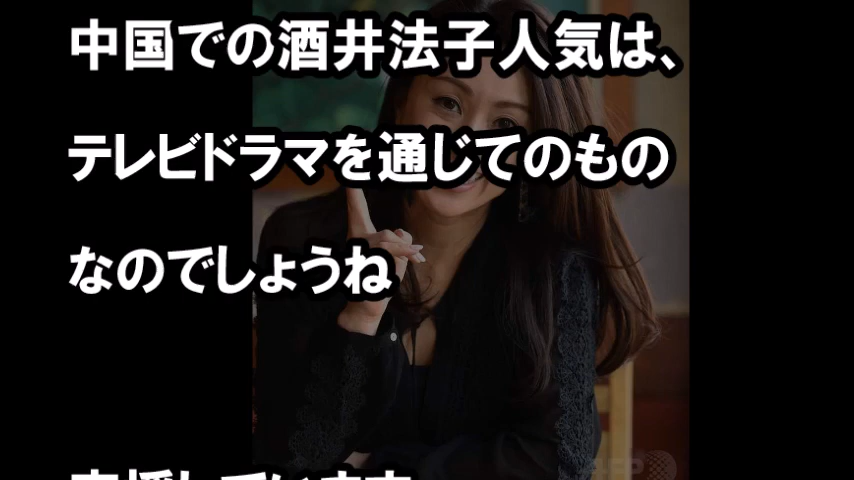 中国での酒井法子人気は、
テレビドラマを通じてのもの
なのでしょうね